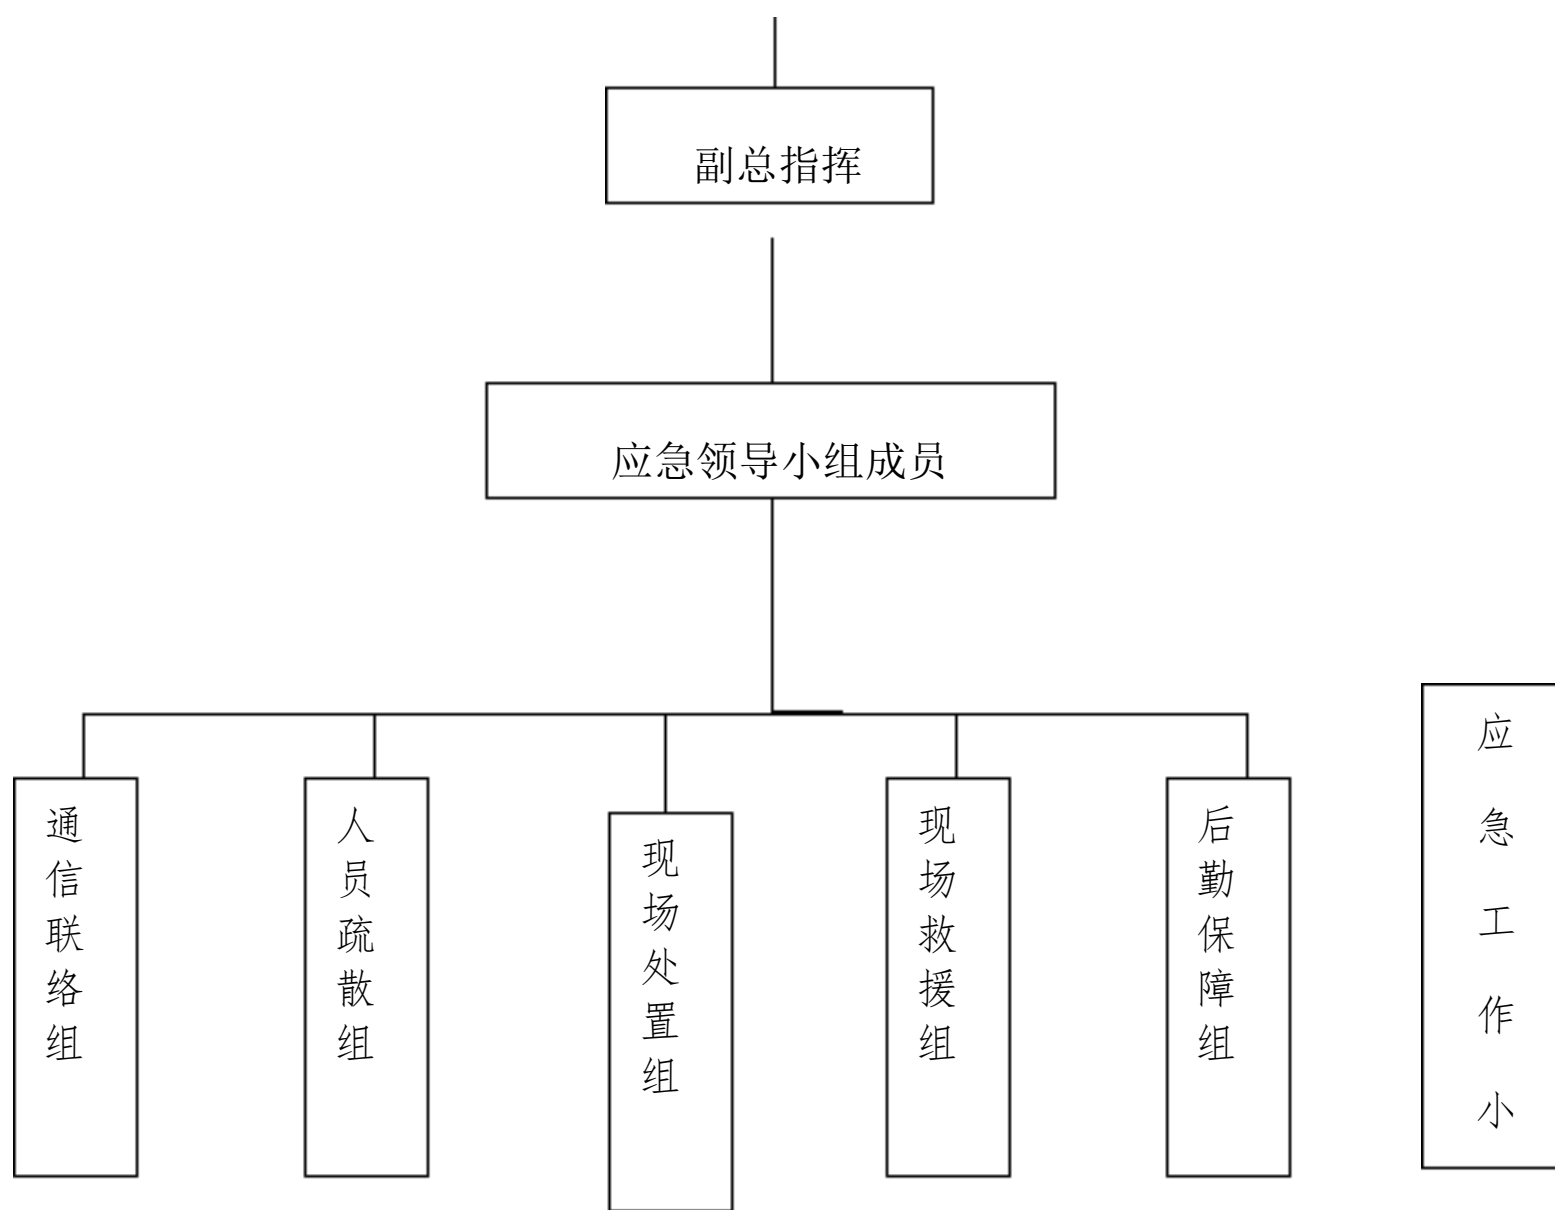 副总指挥
应急领导小组成员
通信联络组
人员疏散组
现场处置组
现场救援组
后勤保障组
应急工作小